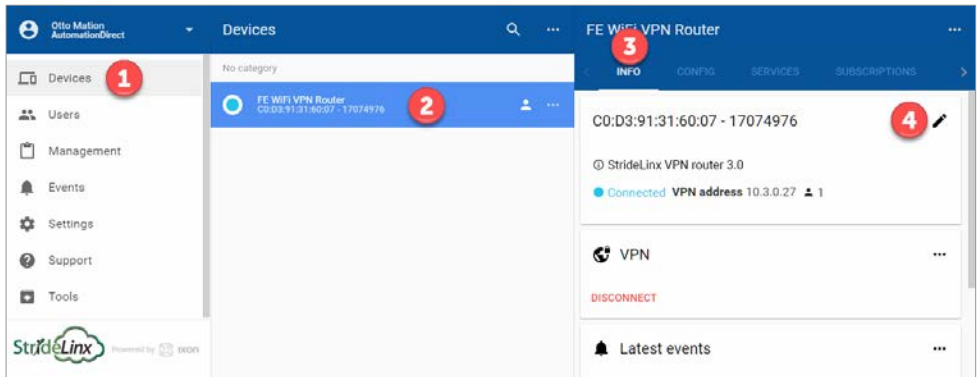 Otto Mation
AutomationDirect
Devices
Users
Management
Events
Settings
Support
Tools
StrideLinx
Powered by IXON
1
Devices
No category
FE WiFi VPN Router
C0:D3:91:31:60:07 - 17074976
2
FE WiFi VPN Router
3
INFO
CONFIG
SERVICES
SUBSCRIPTIONS
C0:D3:91:31:60:07 - 17074976
4
StrideLinx VPN router 3.0
Connected VPN address 10.3.0.27 1
VPN
DISCONNECT
Latest events